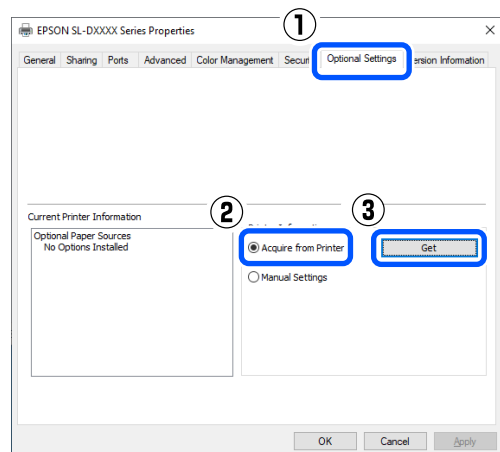 ①
EPSON SL-DXXXX Series Properties
General Sharing Ports Advanced Color Management Optional Settings Information
Current Printer Information
②
③
Optional Paper Sources
No Options Installed
Acquire from Printer
Get
Manual Settings
OK Cancel Apply